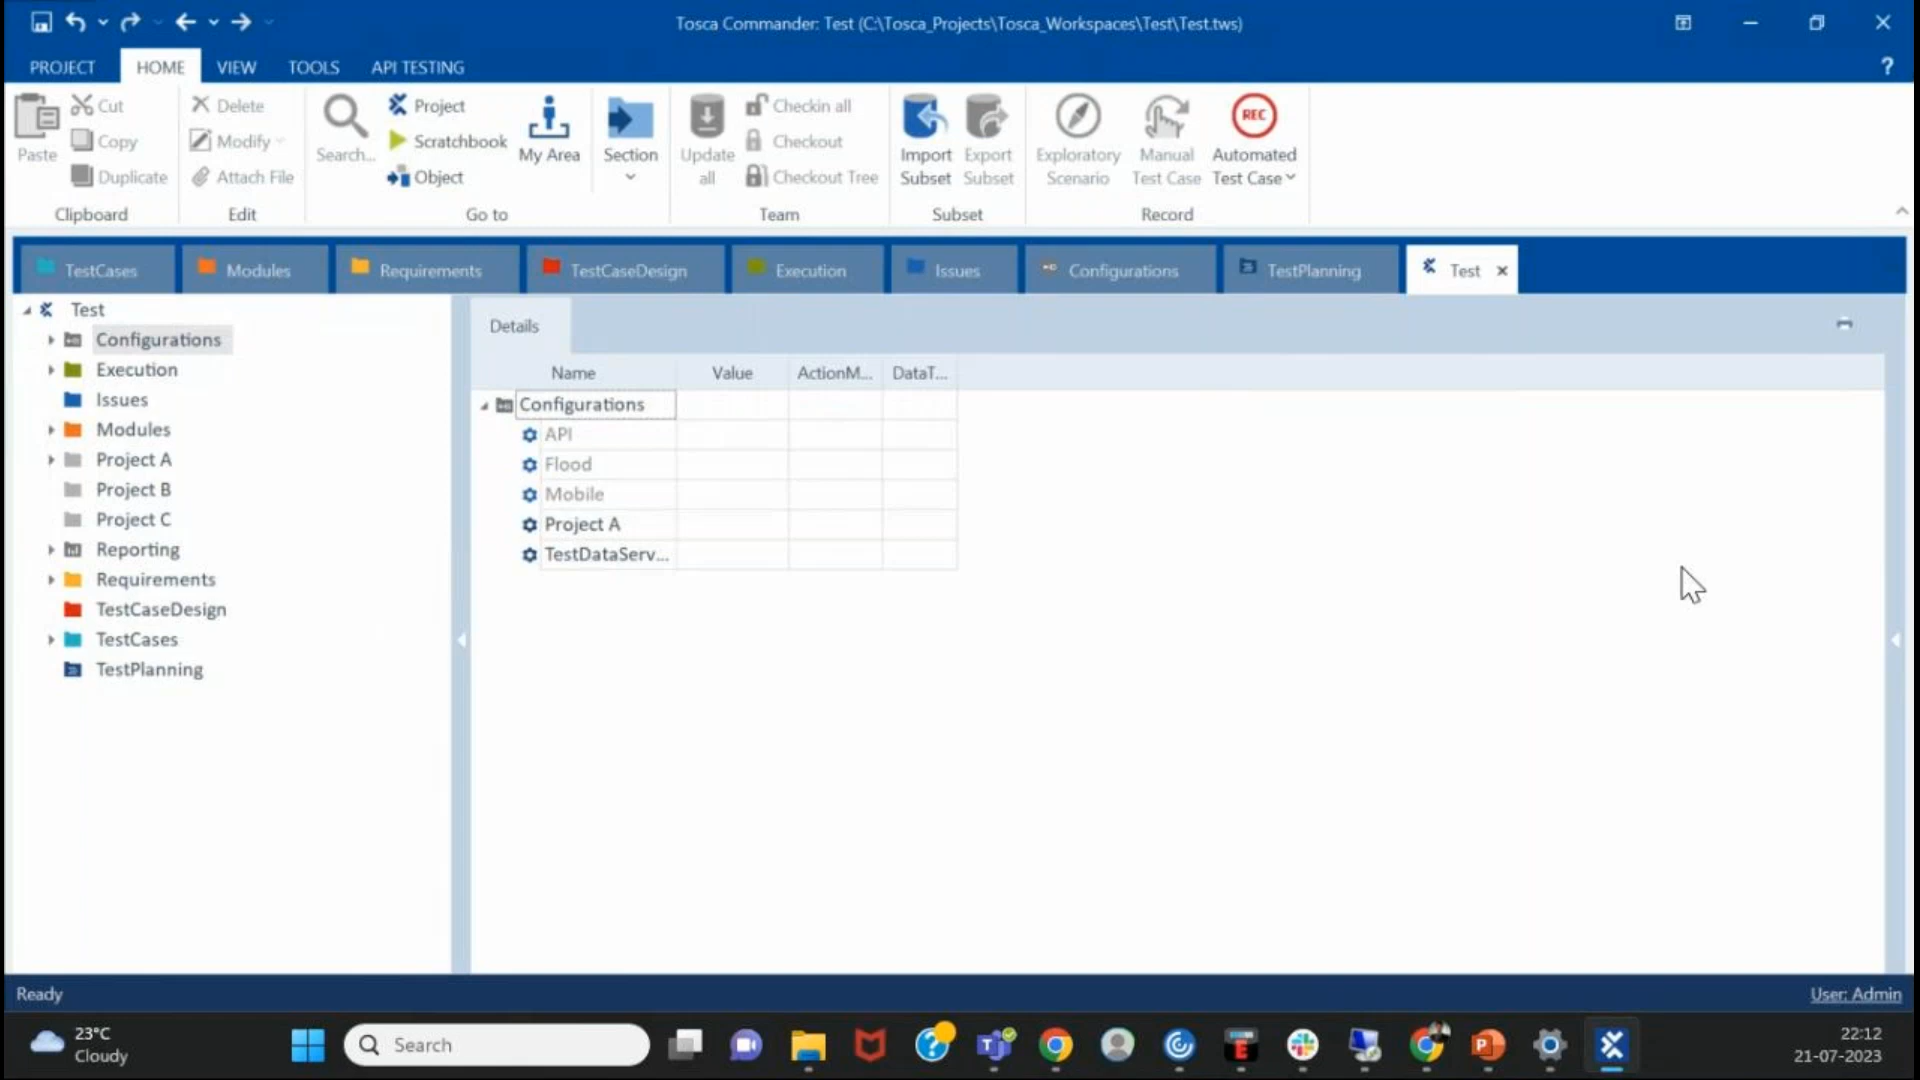 Tosca Commander: Test (C:\Tosca_Projects\Tosca_Workspaces\Test\Test.tws)
PROJECT HOME VIEW TOOLS API TESTING ?
Paste Cut Copy Duplicate
Clipboard
Delete Modify Attach File
Edit
Search... Project Scratchbook Object My Area Section
Go to
Update all Checkin all Checkout Checkout Tree
Team
Import Subset Export Subset
Subset
Exploratory Scenario Manual Test Case REC Automated Test Case
Record
TestCases Modules Requirements TestCaseDesign Execution Issues Configurations TestPlanning Test
Test
Configurations
Execution
Issues
Modules
Project A
Project B
Project C
Reporting
Requirements
TestCaseDesign
TestCases
TestPlanning
Details
Name Value ActionM... DataT...
Configurations
API
Flood
Mobile
Project A
TestDataServ...
Ready User: Admin
23°C
Cloudy
Search
22:12
21-07-2023